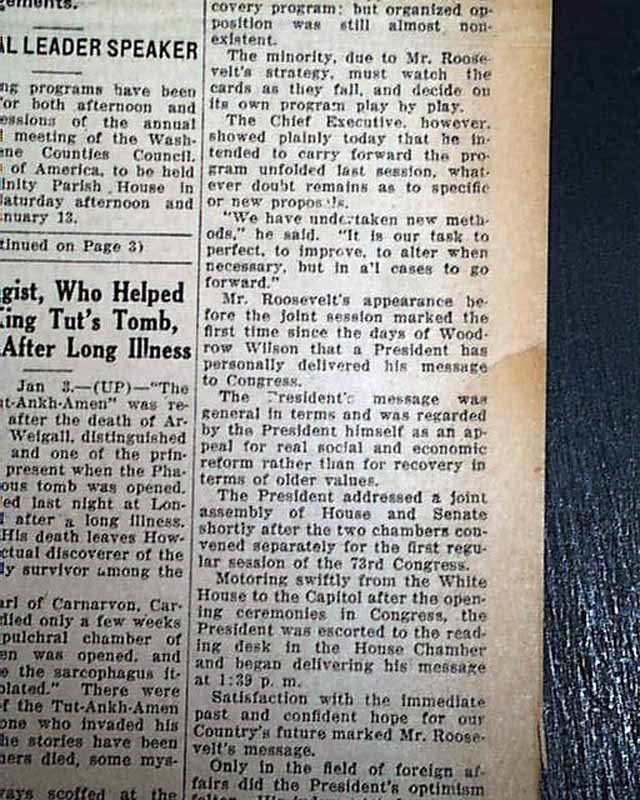 gements.
AL LEADER SPEAKER
ng programs have been
for both afternoon and
essions of the annual
meeting of the Wash-
ene Counties Council,
of America, to be held
inity Parish House in
Saturday afternoon and
nuary 13.
tinued on Page 3)
gist, Who Helped
King Tut's Tomb,
After Long Illness
Jan 3.—(UP)—"The
ut-Ankh-Amen" was re-
after the death of Ar-
Weigall, distinguished
and one of the prin-
present when the Pha-
ous tomb was opened.
ed last night at Lon-
after a long illness.
His death leaves How-
ctual discoverer of the
ly survivor among the
arl of Carnarvon, Car-
died only a few weeks
pulchral chamber of
en was opened, and
e the sarcophagus it-
olated." There were
f the Tut-Ankh-Amen
one who invaded his
he stories have been
hers died, some mys-
ways scoffed at the
covery program; but organized op-
position was still almost non-
existent.
The minority, due to Mr. Roose-
velt's strategy, must watch the
cards as they fall, and decide on
its own program play by play.
The Chief Executive, however,
showed plainly today that he in-
tended to carry forward the pro-
gram unfolded last session, what-
ever doubt remains as to specific
or new proposals.
"We have undertaken new meth-
ods," he said. "It is our task to
perfect, to improve, to alter when
necessary, but in all cases to go
forward."
Mr. Roosevelt's appearance be-
fore the joint session marked the
first time since the days of Wood-
row Wilson that a President has
personally delivered his message
to Congress.
The President's message was
general in terms and was regarded
by the President himself as an ap-
peal for real social and economic
reform rather than for recovery in
terms of older values.
The President addressed a joint
assembly of House and Senate
shortly after the two chambers con-
vened separately for the first regu-
lar session of the 73rd Congress.
Motoring swiftly from the White
House to the Capitol after the open-
ing ceremonies in Congress, the
President was escorted to the read-
ing desk in the House Chamber
and began delivering his message
at 1:39 p. m.
Satisfaction with the immediate
past and confident hope for our
Country's future marked Mr. Roose-
velt's message.
Only in the field of foreign af-
fairs did the President's optimism